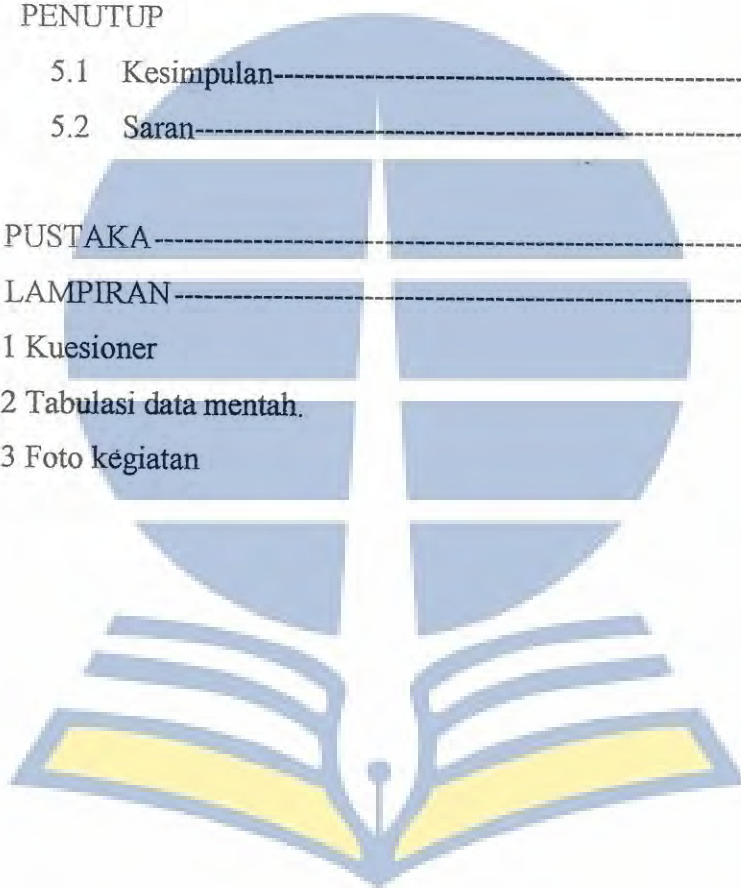 PENUTUP
5.1 Kesimpulan--------------------------------------------------------
5.2 Saran----------------------------------------------------------------
PUSTAKA----------------------------------------------------------------
LAMPIRAN--------------------------------------------------------------
1 Kuesioner
2 Tabulasi data mentah.
3 Foto kegiatan